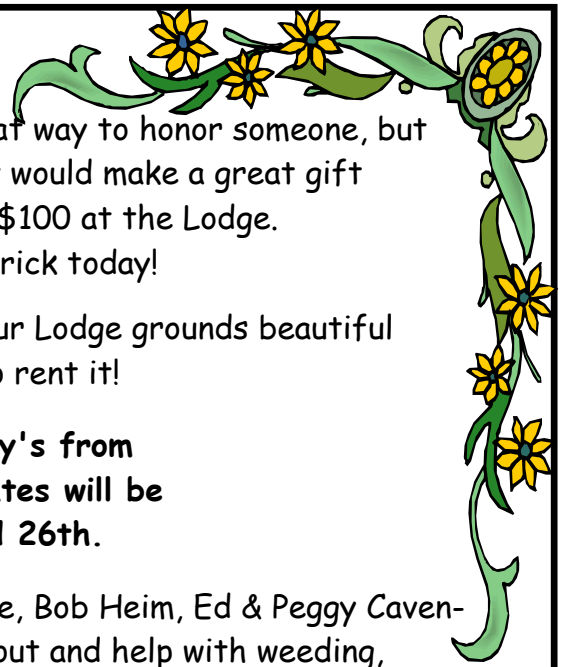 at way to honor someone, but
would make a great gift
$100 at the Lodge.
rick today!
ur Lodge grounds beautiful
rent it!
y's from
tes will be
26th.
e, Bob Heim, Ed & Peggy Caven-
out and help with weeding,